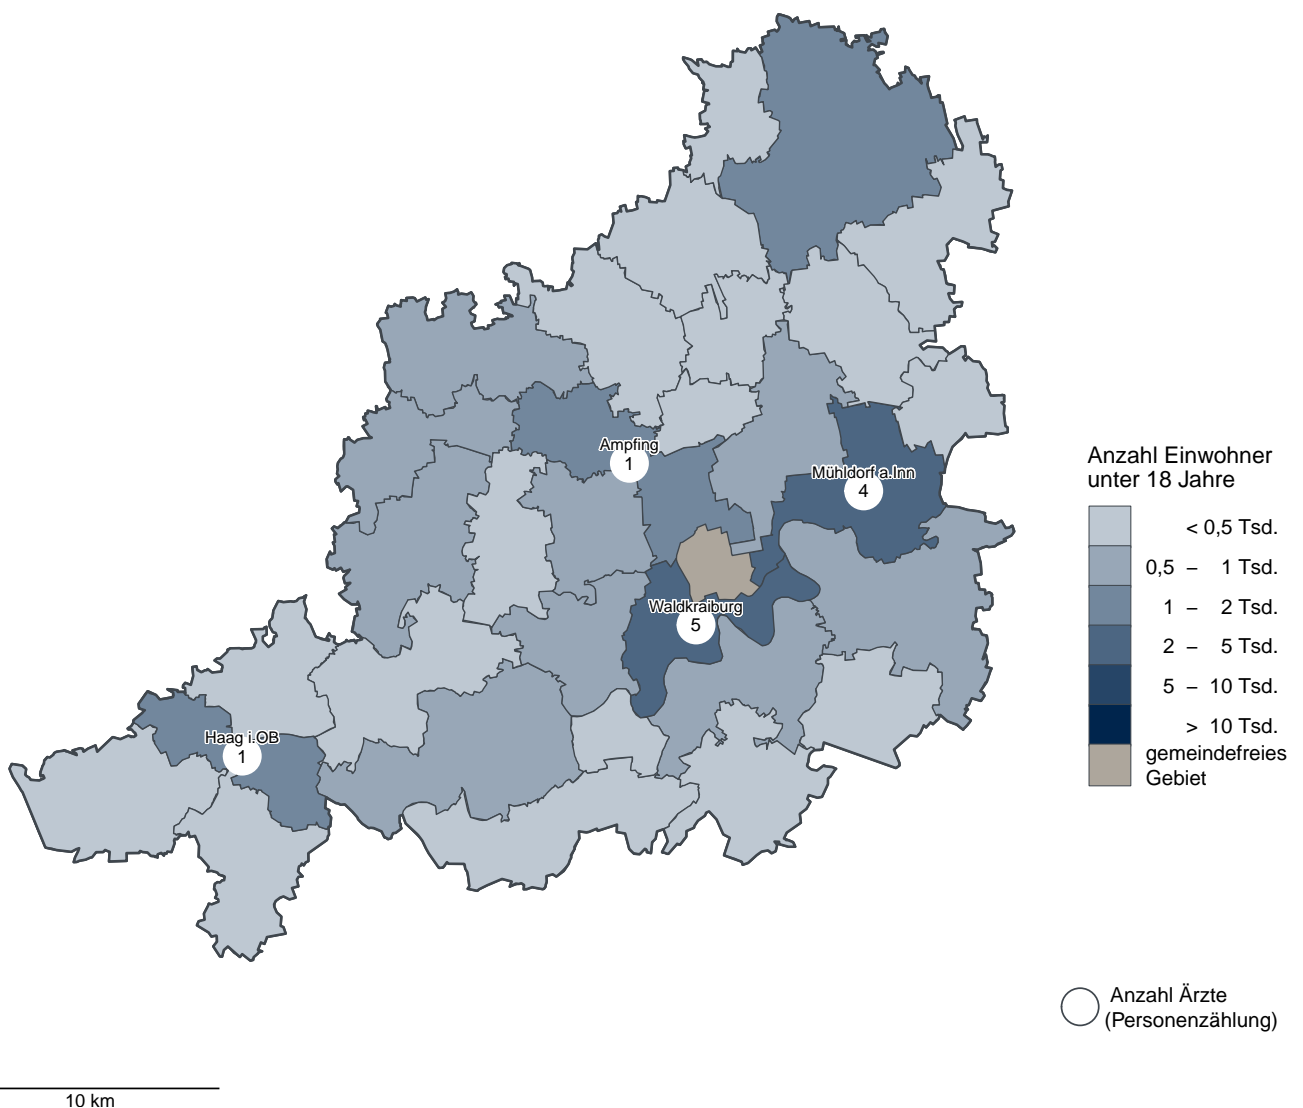 Ampfing
1
Mühldorf a.Inn
4
Waldkraiburg
5
Haag i.OB
1
Anzahl Einwohner
unter 18 Jahre
< 0,5 Tsd.
0,5 – 1 Tsd.
1 – 2 Tsd.
2 – 5 Tsd.
5 – 10 Tsd.
> 10 Tsd.
gemeindefreies
Gebiet
Anzahl Ärzte
(Personenzählung)
10 km